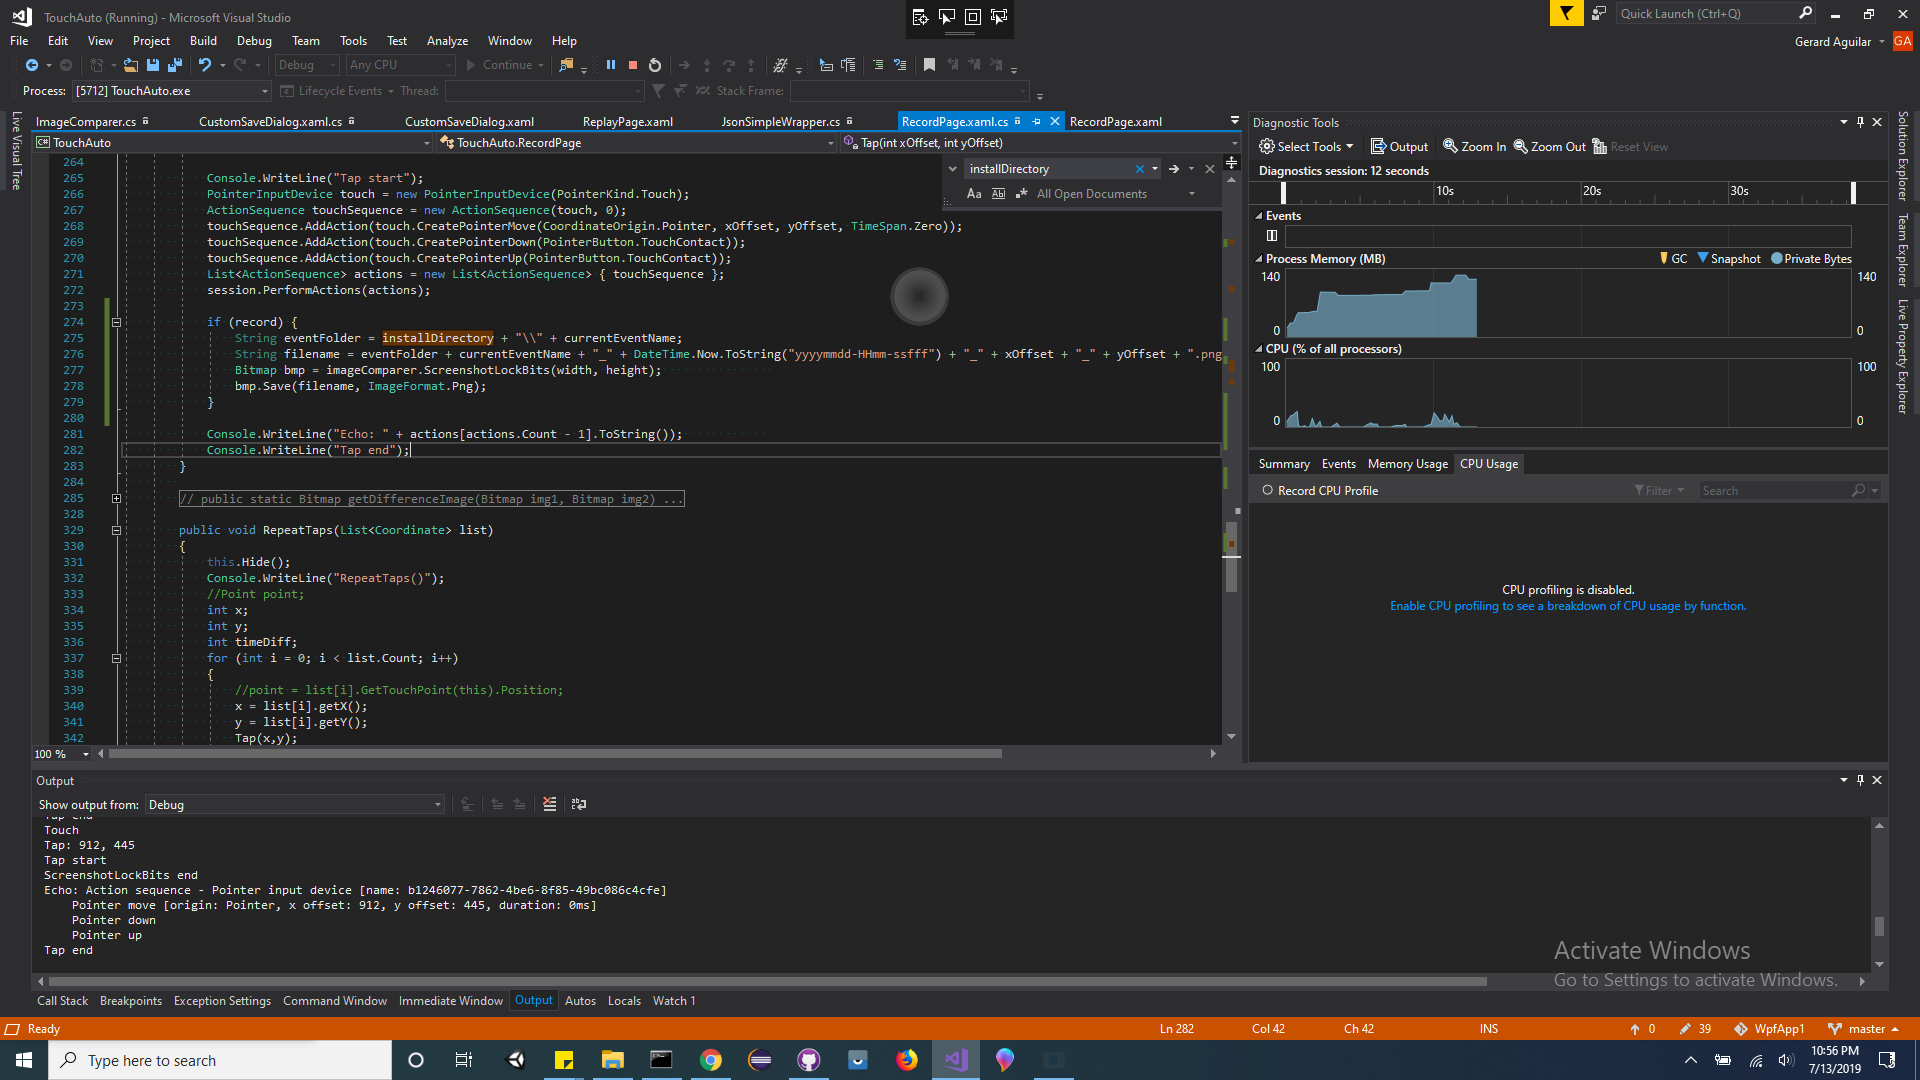 TouchAuto (Running) - Microsoft Visual Studio
Quick Launch (Ctrl+Q)
File Edit View Project Build Debug Team Tools Test Analyze Window Help
Gerard Aguilar GA
Debug Any CPU Continue
Process: [5712] TouchAuto.exe Lifecycle Events Thread: Stack Frame:
Live Visual Tree
ImageComparer.cs CustomSaveDialog.xaml.cs CustomSaveDialog.xaml ReplayPage.xaml JsonSimpleWrapper.cs RecordPage.xaml.cs RecordPage.xaml
C# TouchAuto TouchAuto.RecordPage Tap(int xOffset, int yOffset)
installDirectory
Aa Abl .* All Open Documents
264
265 Console.WriteLine("Tap start");
266 PointerInputDevice touch = new PointerInputDevice(PointerKind.Touch);
267 ActionSequence touchSequence = new ActionSequence(touch, 0);
268 touchSequence.AddAction(touch.CreatePointerMove(CoordinateOrigin.Pointer, xOffset, yOffset, TimeSpan.Zero));
269 touchSequence.AddAction(touch.CreatePointerDown(PointerButton.TouchContact));
270 touchSequence.AddAction(touch.CreatePointerUp(PointerButton.TouchContact));
271 List<ActionSequence> actions = new List<ActionSequence> { touchSequence };
272 session.PerformActions(actions);
273
274 if (record) {
275 String eventFolder = installDirectory + "\\" + currentEventName;
276 String filename = eventFolder + currentEventName + "_" + DateTime.Now.ToString("yyyymmdd-HHmm-ssfff") + "_" + xOffset + "_" + yOffset + ".png
277 Bitmap bmp = imageComparer.ScreenshotLockBits(width, height);
278 bmp.Save(filename, ImageFormat.Png);
279 }
280
281 Console.WriteLine("Echo: " + actions[actions.Count - 1].ToString());
282 Console.WriteLine("Tap end");
283 }
284
285 // public static Bitmap getDifferenceImage(Bitmap img1, Bitmap img2) ...
328
329 public void RepeatTaps(List<Coordinate> list)
330 {
331 this.Hide();
332 Console.WriteLine("RepeatTaps()");
333 //Point point;
334 int x;
335 int y;
336 int timeDiff;
337 for (int i = 0; i < list.Count; i++)
338 {
339 //point = list[i].GetTouchPoint(this).Position;
340 x = list[i].getX();
341 y = list[i].getY();
342 Tap(x,y);
100 %
Diagnostic Tools
Select Tools Output Zoom In Zoom Out Reset View
Diagnostics session: 12 seconds
10s 20s 30s
Events
Process Memory (MB) GC Snapshot Private Bytes
140 140
0 0
CPU (% of all processors)
100 100
0 0
Summary Events Memory Usage CPU Usage
Record CPU Profile Filter Search
CPU profiling is disabled.
Enable CPU profiling to see a breakdown of CPU usage by function.
Solution Explorer
Team Explorer
Live Property Explorer
Output
Show output from: Debug
Tap end
Touch
Tap: 912, 445
Tap start
ScreenshotLockBits end
Echo: Action sequence - Pointer input device [name: b1246077-7862-4be6-8f85-49bc086c4cfe]
Pointer move [origin: Pointer, x offset: 912, y offset: 445, duration: 0ms]
Pointer down
Pointer up
Tap end
Activate Windows
Go to Settings to activate Windows.
Call Stack Breakpoints Exception Settings Command Window Immediate Window Output Autos Locals Watch 1
Ready Ln 282 Col 42 Ch 42 INS 0 39 WpfApp1 master
Type here to search
10:56 PM
7/13/2019